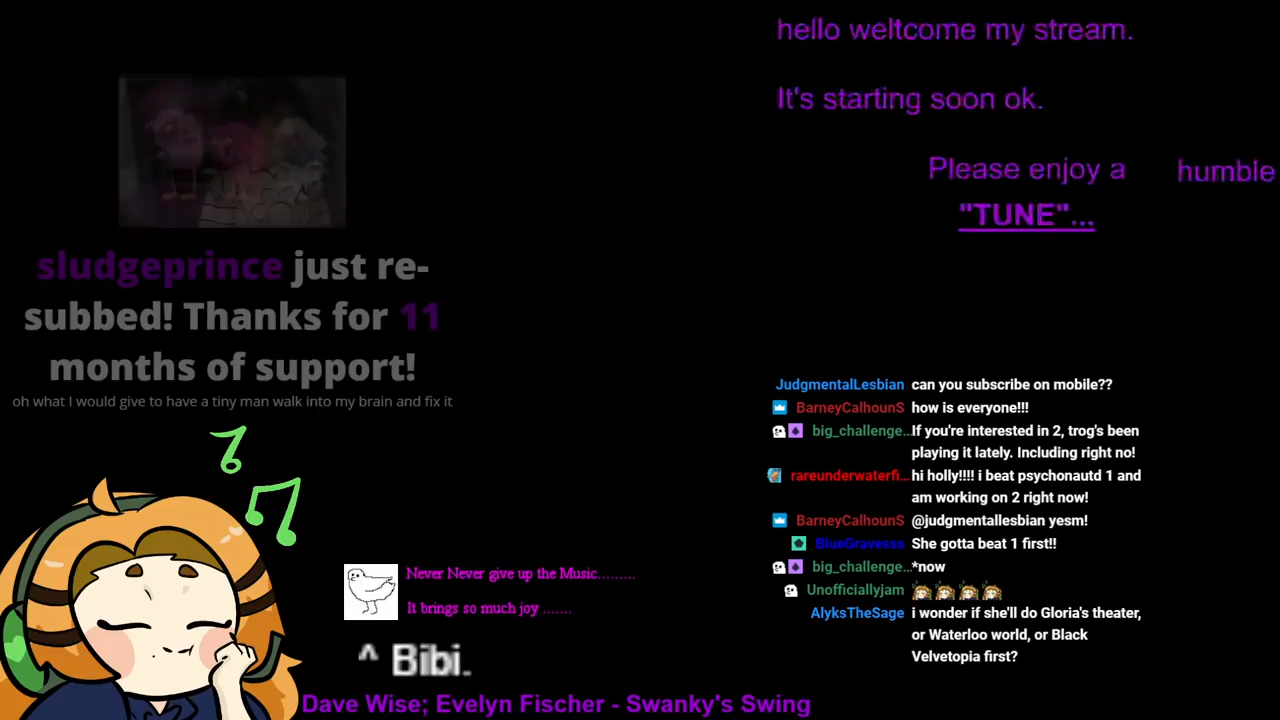 hello weltcome my stream.
It's starting soon ok.
Please enjoy a humble
"TUNE"...
sludgeprince just re-
subbed! Thanks for 11
months of support!
oh what I would give to have a tiny man walk into my brain and fix it
JudgmentalLesbian can you subscribe on mobile??
BarneyCalhounS how is everyone!!!
big_challenge... If you're interested in 2, trog's been
playing it lately. Including right no!
rareunderwaterfi... hi holly!!!! i beat psychonautd 1 and
am working on 2 right now!
BarneyCalhounS @judgmentallesbian yesm!
BlueGravesss She gotta beat 1 first!!
big_challenge... *now
Unofficiallyjam
AlyksTheSage i wonder if she'll do Gloria's theater,
or Waterloo world, or Black
Velvetopia first?
Never Never give up the Music.........
It brings so much joy .......
^ Bibi.
Dave Wise; Evelyn Fischer - Swanky's Swing